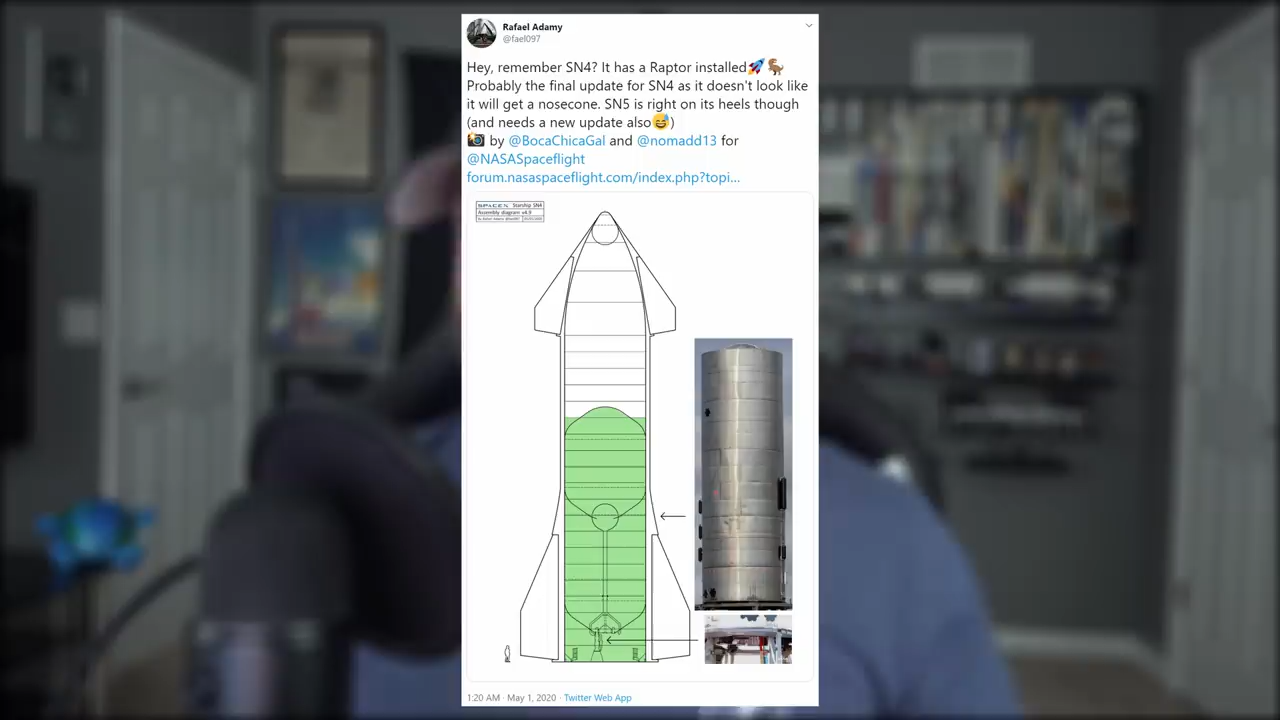 Rafael Adamy
@fael097
Hey, remember SN4? It has a Raptor installed🚀🦖
Probably the final update for SN4 as it doesn't look like
it will get a nosecone. SN5 is right on its heels though
(and needs a new update also😅)
📸 by @BocaChicaGal and @nomadd13 for
@NASASpaceflight
forum.nasaspaceflight.com/index.php?topi...
SPACEX Starship SN4
Assembly diagram v4.9
1:20 AM · May 1, 2020 · Twitter Web App